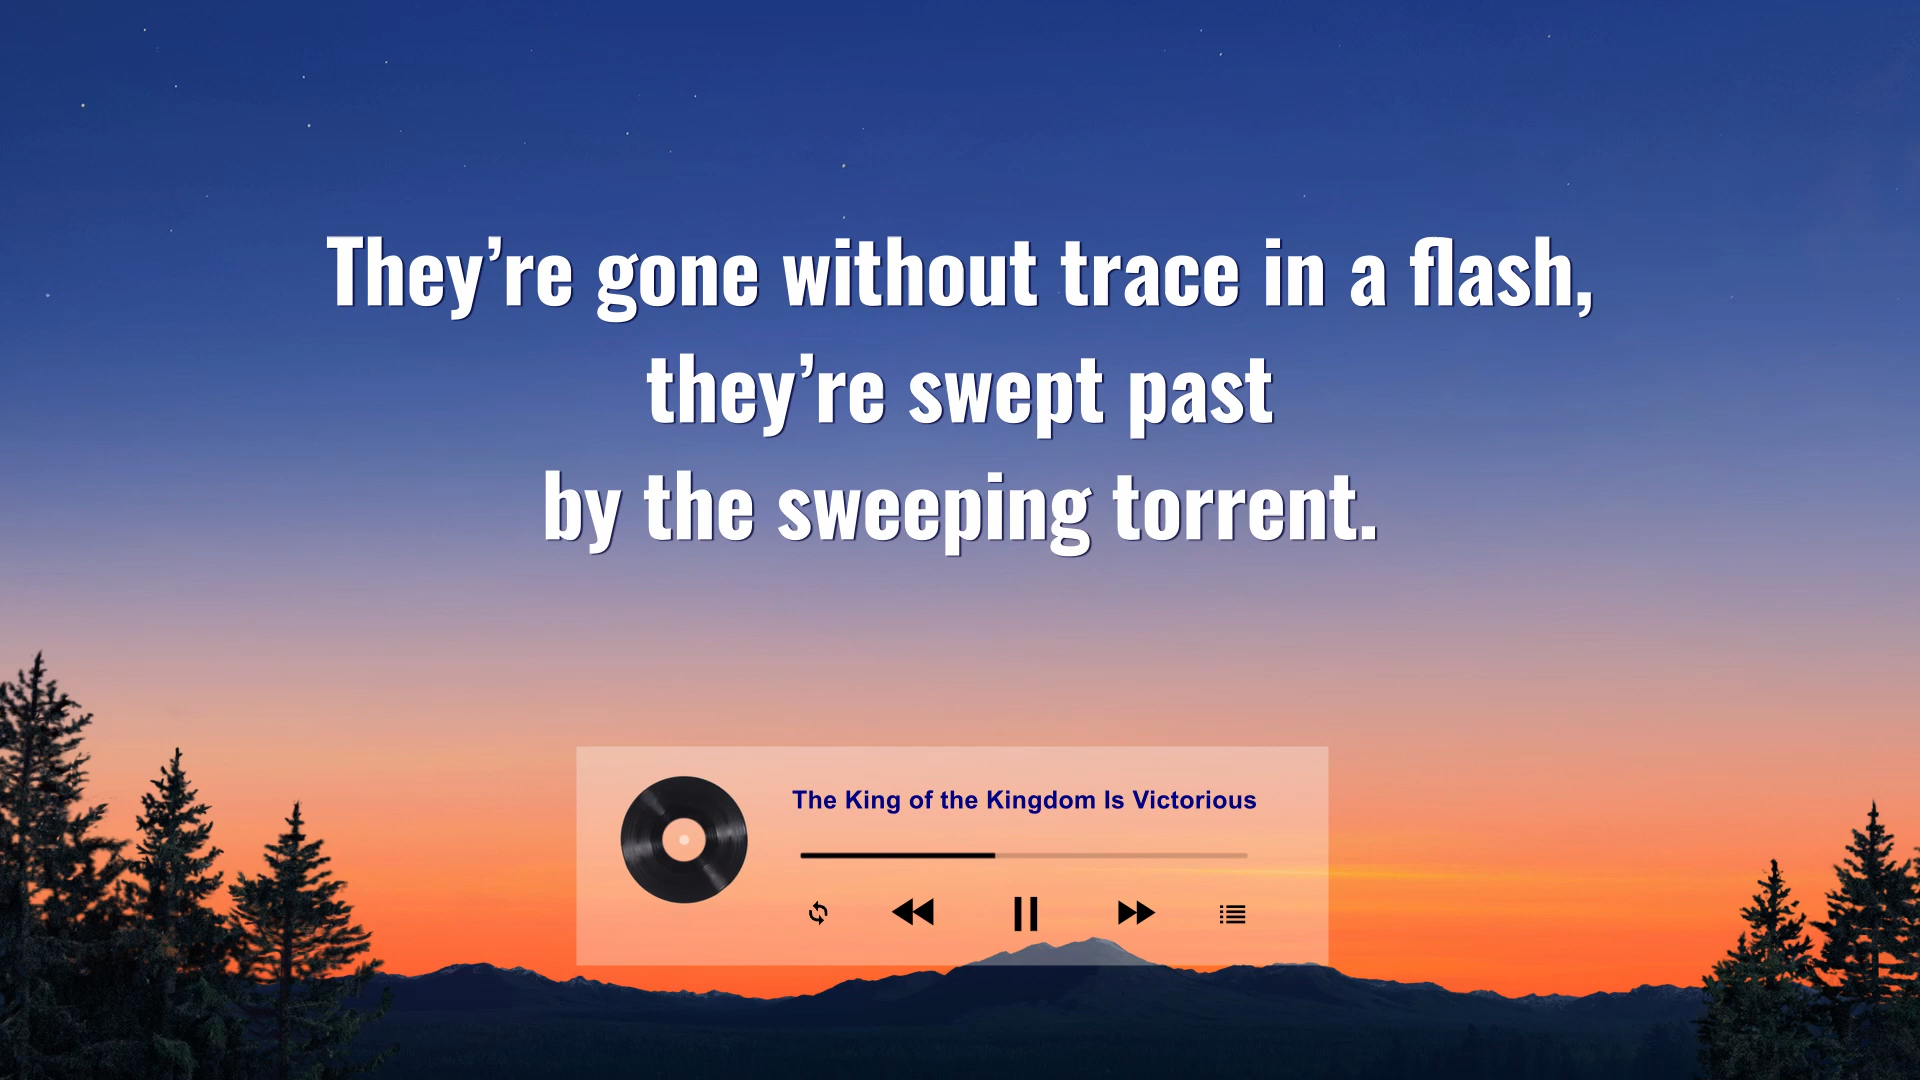 They’re gone without trace in a flash,
they’re swept past
by the sweeping torrent.
The King of the Kingdom Is Victorious